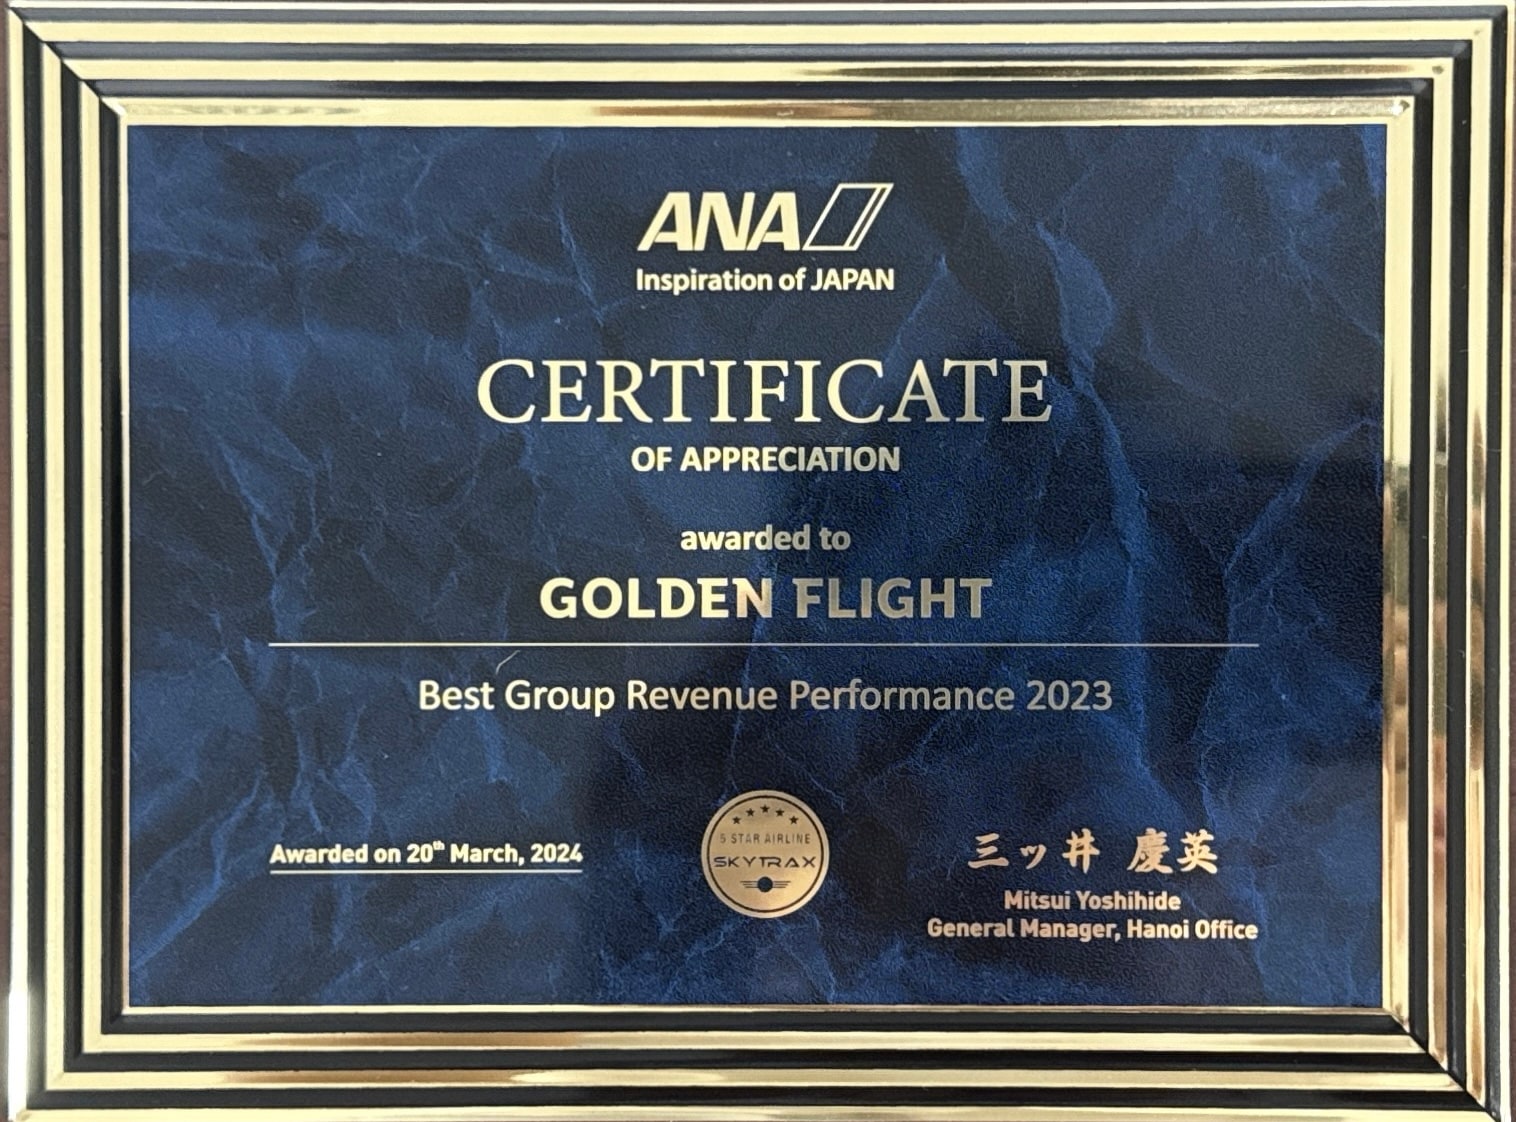 ANA
Inspiration of JAPAN
CERTIFICATE
OF APPRECIATION
awarded to
GOLDEN FLIGHT
Best Group Revenue Performance 2023
Awarded on 20th March, 2024
5 STAR AIRLINE
SKYTRAX
三ッ井 慶英
Mitsui Yoshihide
General Manager, Hanoi Office